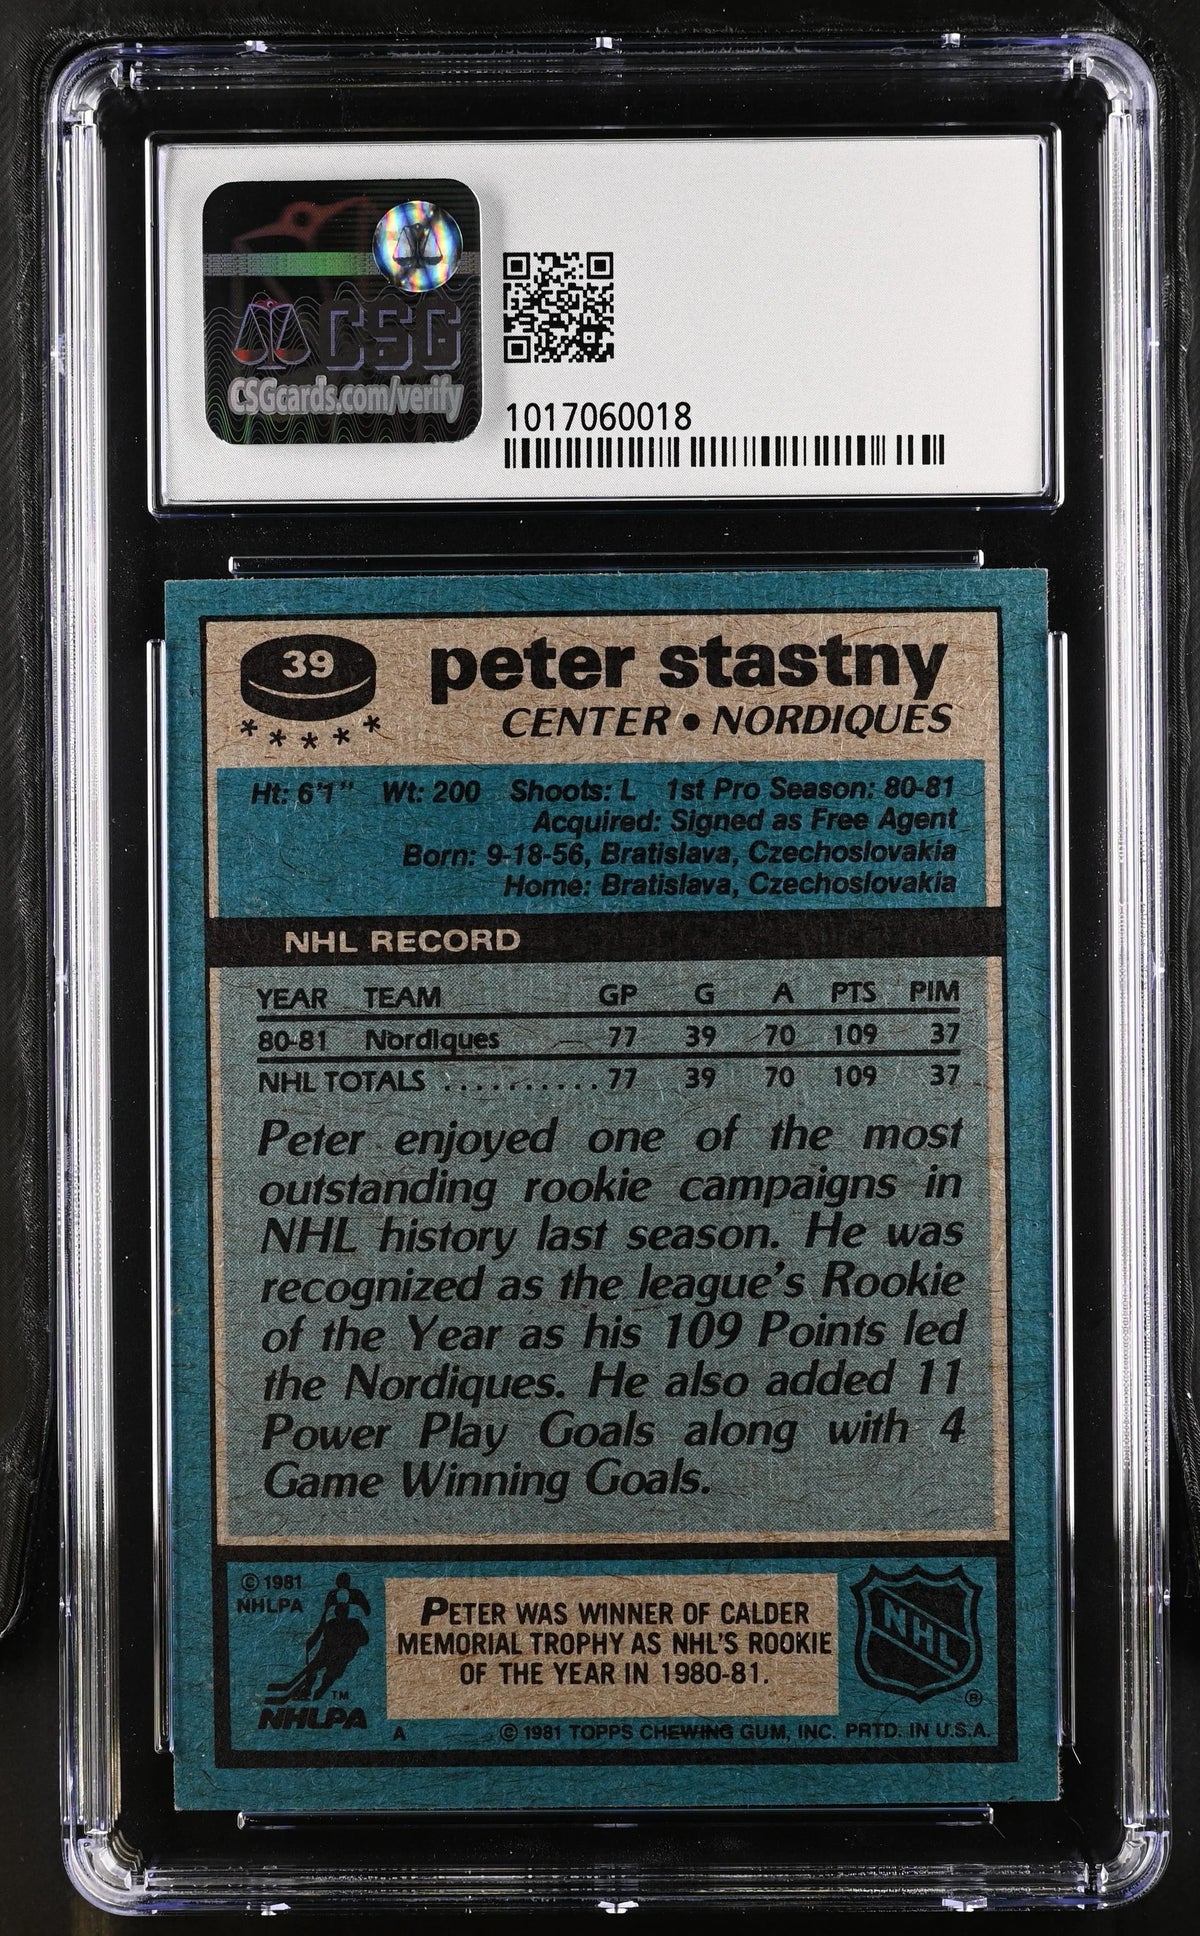 CSG
CSGcards.com/verify
1017060018
39
peter stastny
CENTER • NORDIQUES
Ht: 6'1" Wt: 200 Shoots: L 1st Pro Season: 80-81
Acquired: Signed as Free Agent
Born: 9-18-56, Bratislava, Czechoslovakia
Home: Bratislava, Czechoslovakia
NHL RECORD
YEAR TEAM GP G A PTS PIM
80-81 Nordiques 77 39 70 109 37
NHL TOTALS .......... 77 39 70 109 37
Peter enjoyed one of the most
outstanding rookie campaigns in
NHL history last season. He was
recognized as the league's Rookie
of the Year as his 109 Points led
the Nordiques. He also added 11
Power Play Goals along with 4
Game Winning Goals.
© 1981
NHLPA
TM
NHLPA
PETER WAS WINNER OF CALDER
MEMORIAL TROPHY AS NHL'S ROOKIE
OF THE YEAR IN 1980-81.
NHL
®
A © 1981 TOPPS CHEWING GUM, INC. PRTD. IN U.S.A.